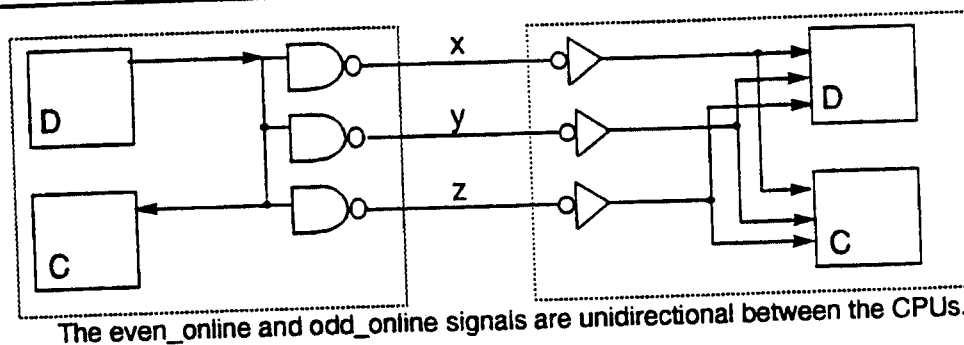 x
D
D
y
z
C
C
The even_online and odd_online signals are unidirectional between the CPUs.